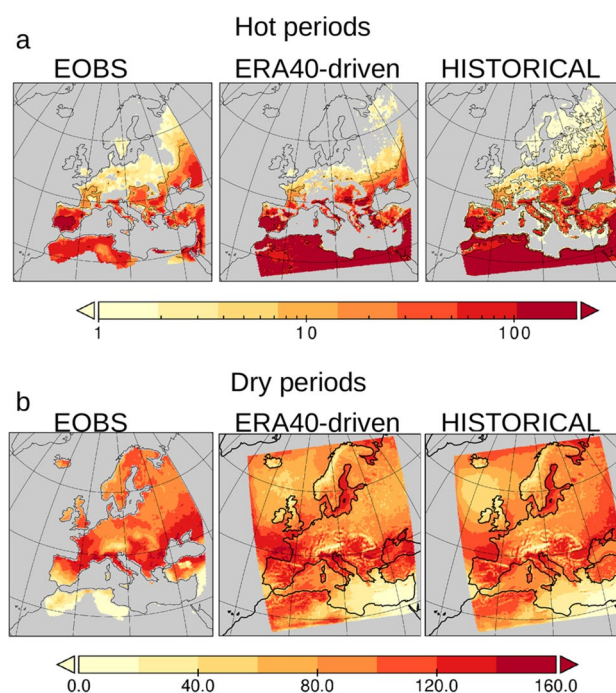 a
Hot periods
EOBS ERA40-driven HISTORICAL
1 10 100
b
Dry periods
EOBS ERA40-driven HISTORICAL
0.0 40.0 80.0 120.0 160.0